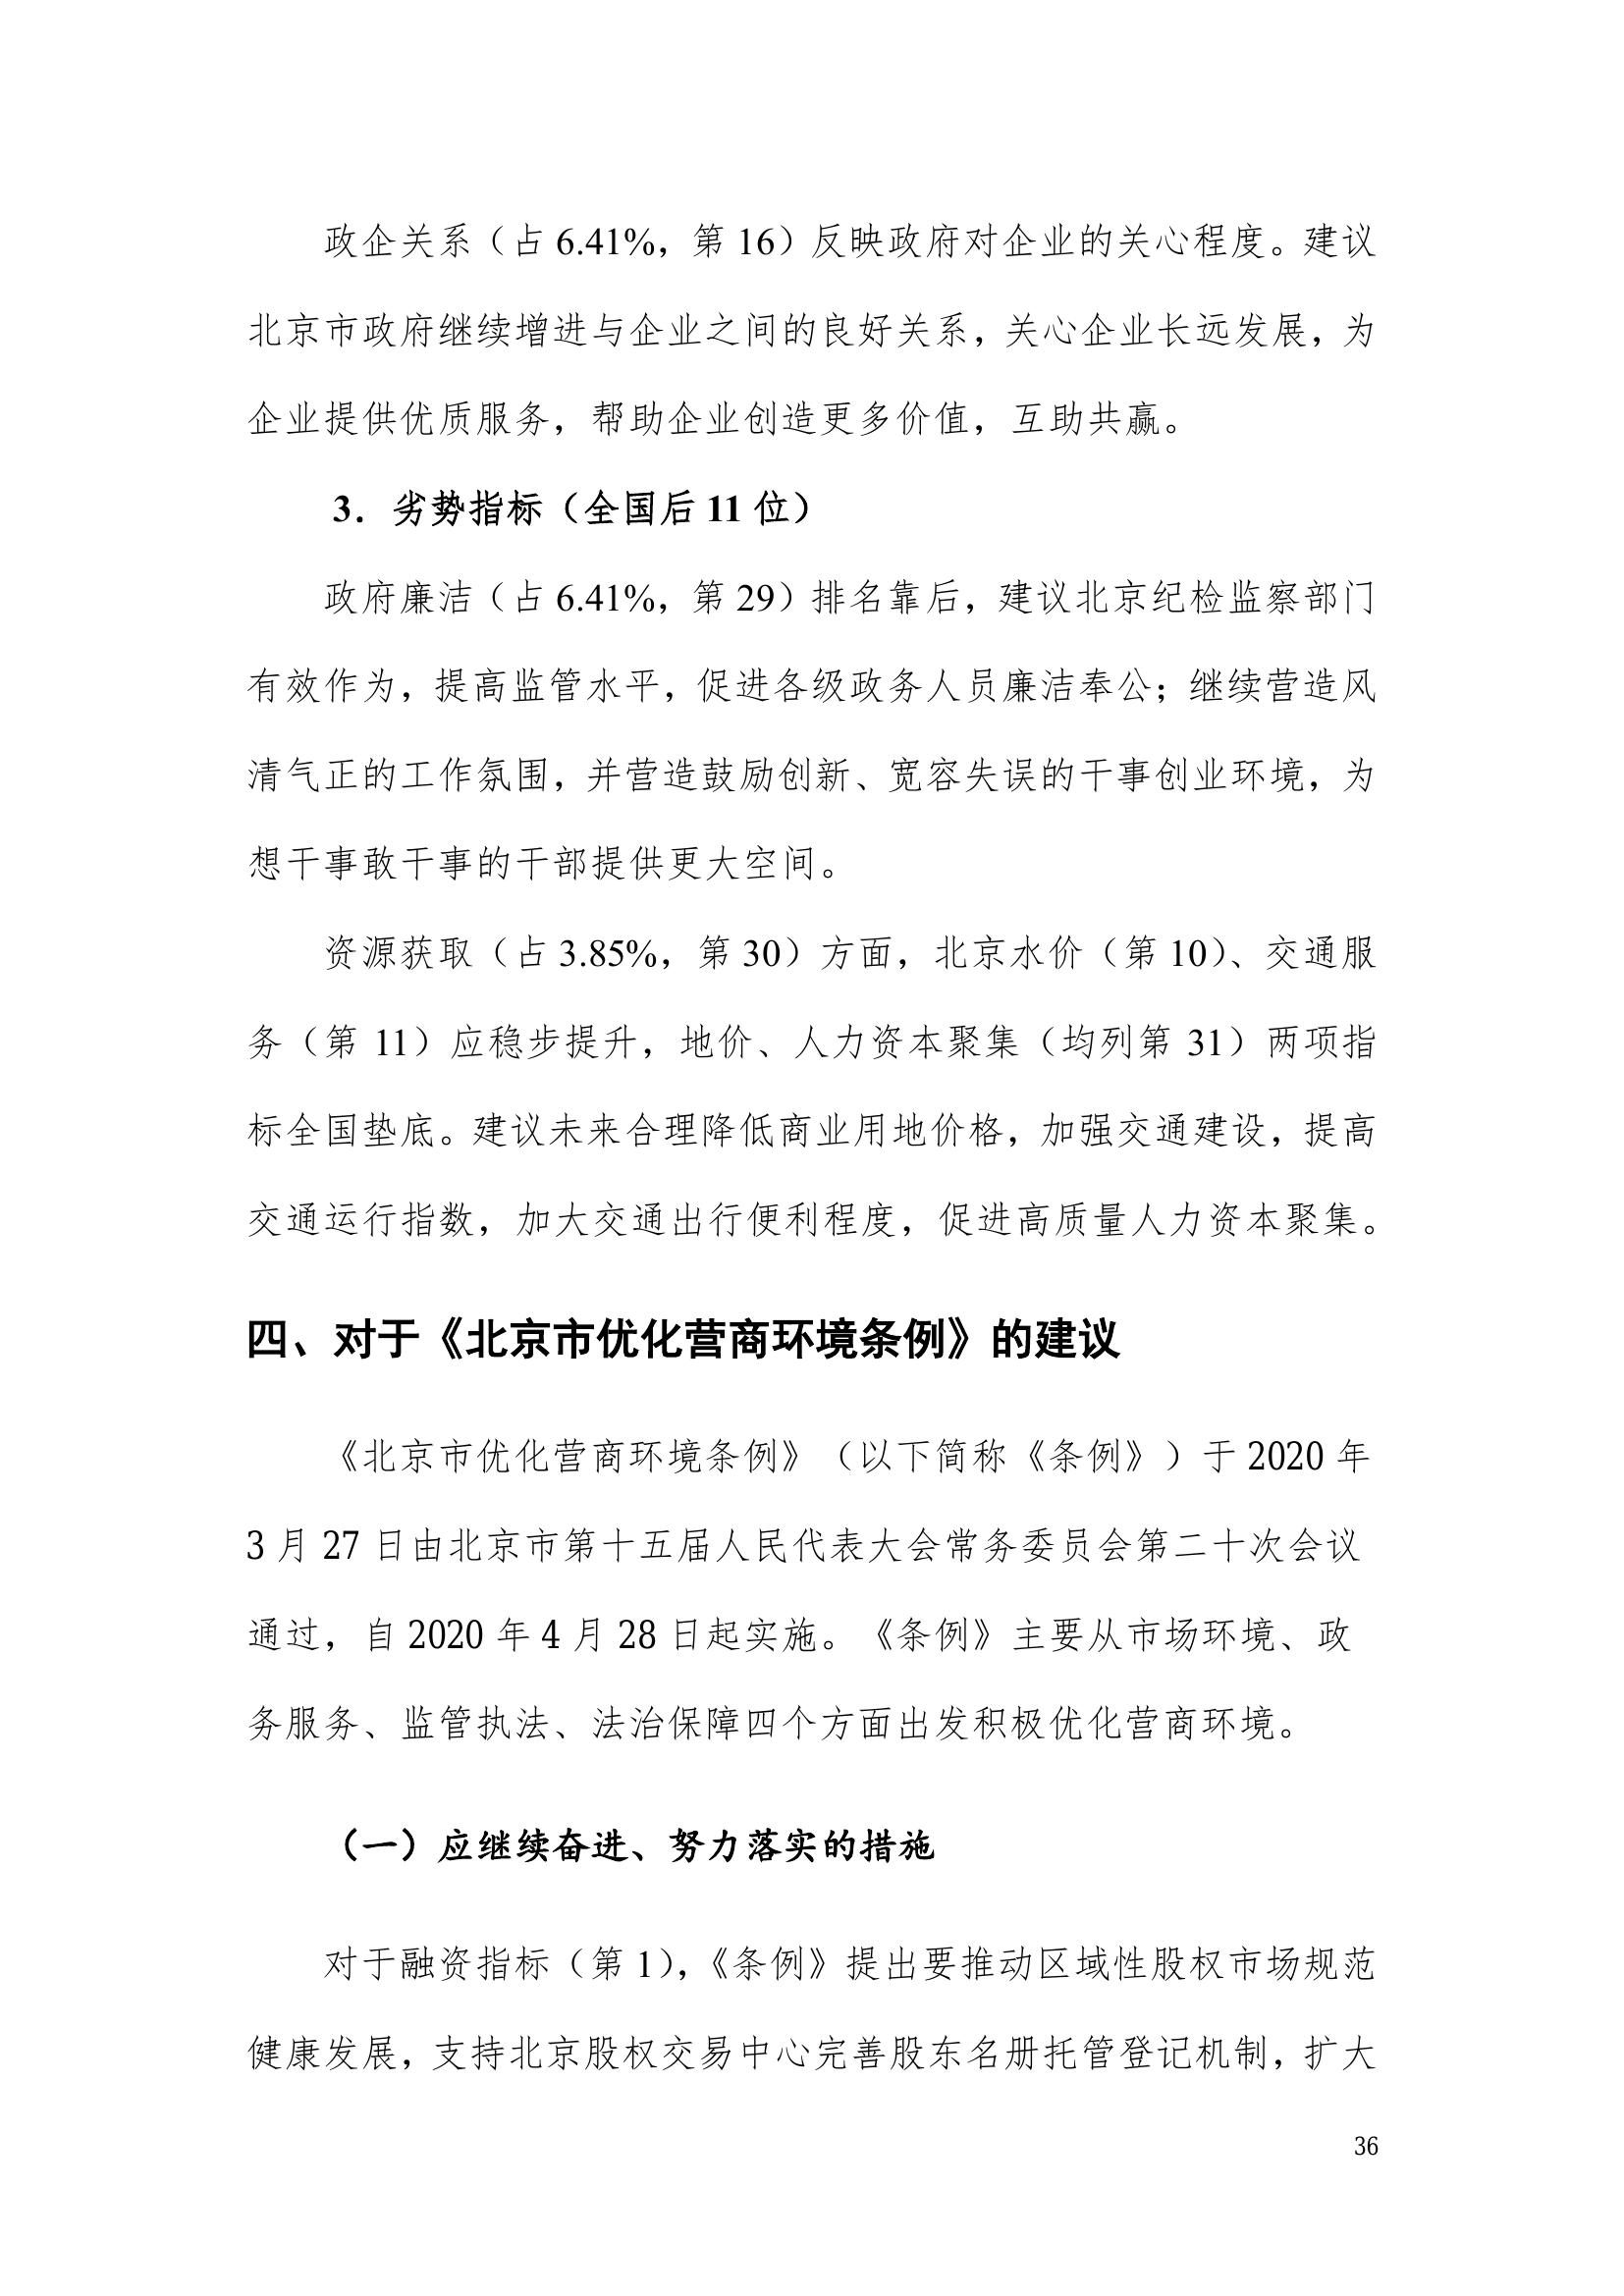 政企关系（占 6.41%，第 16）反映政府对企业的关心程度。建议
北京市政府继续增进与企业之间的良好关系，关心企业长远发展，为
企业提供优质服务，帮助企业创造更多价值，互助共赢。
3．劣势指标（全国后 11 位）
政府廉洁（占 6.41%，第 29）排名靠后，建议北京纪检监察部门
有效作为，提高监管水平，促进各级政务人员廉洁奉公；继续营造风
清气正的工作氛围，并营造鼓励创新、宽容失误的干事创业环境，为
想干事敢干事的干部提供更大空间。
资源获取（占 3.85%，第 30）方面，北京水价（第 10）、交通服
务（第 11）应稳步提升，地价、人力资本聚集（均列第 31）两项指
标全国垫底。建议未来合理降低商业用地价格，加强交通建设，提高
交通运行指数，加大交通出行便利程度，促进高质量人力资本聚集。
四、对于《北京市优化营商环境条例》的建议
《北京市优化营商环境条例》（以下简称《条例》）于 2020 年
3 月 27 日由北京市第十五届人民代表大会常务委员会第二十次会议
通过，自 2020 年 4 月 28 日起实施。《条例》主要从市场环境、政
务服务、监管执法、法治保障四个方面出发积极优化营商环境。
（一）应继续奋进、努力落实的措施
对于融资指标（第 1），《条例》提出要推动区域性股权市场规范
健康发展，支持北京股权交易中心完善股东名册托管登记机制，扩大
36